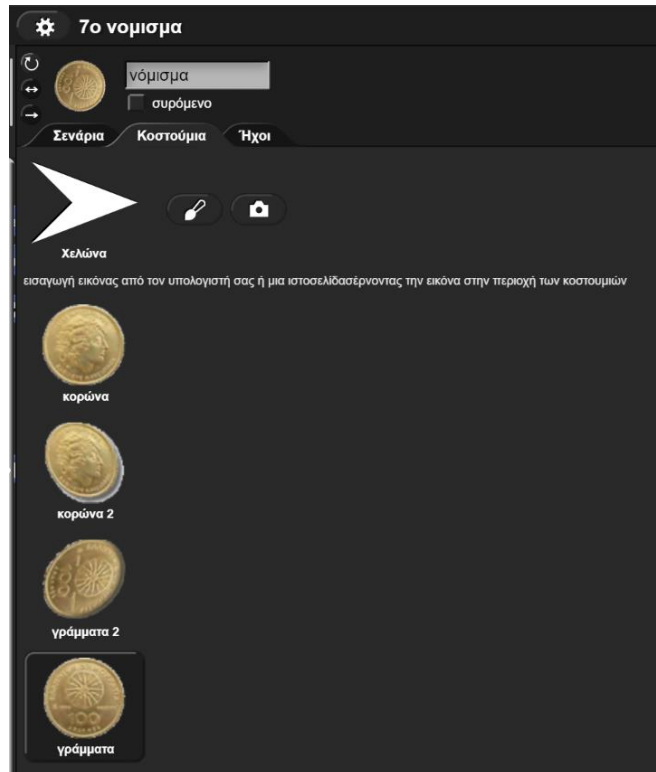 7ο νομισμα
νόμισμα
συρόμενο
Σενάρια Κοστούμια Ήχοι
Χελώνα
εισαγωγή εικόνας από τον υπολογιστή σας ή μια ιστοσελίδασέρνοντας την εικόνα στην περιοχή των κοστουμιών
κορώνα
κορώνα 2
γράμματα 2
100
γράμματα